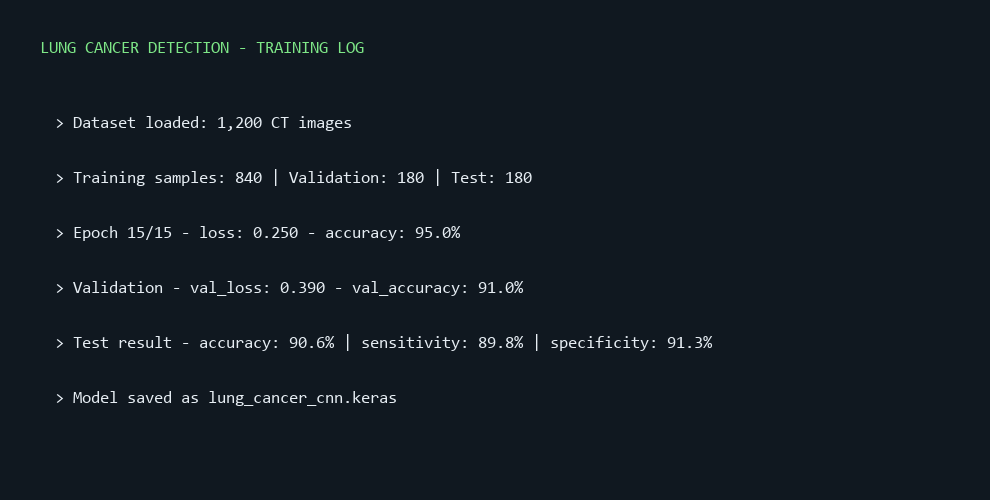 LUNG CANCER DETECTION - TRAINING LOG
> Dataset loaded: 1,200 CT images
> Training samples: 840 | Validation: 180 | Test: 180
> Epoch 15/15 - loss: 0.250 - accuracy: 95.0%
> Validation - val_loss: 0.390 - val_accuracy: 91.0%
> Test result - accuracy: 90.6% | sensitivity: 89.8% | specificity: 91.3%
> Model saved as lung_cancer_cnn.keras